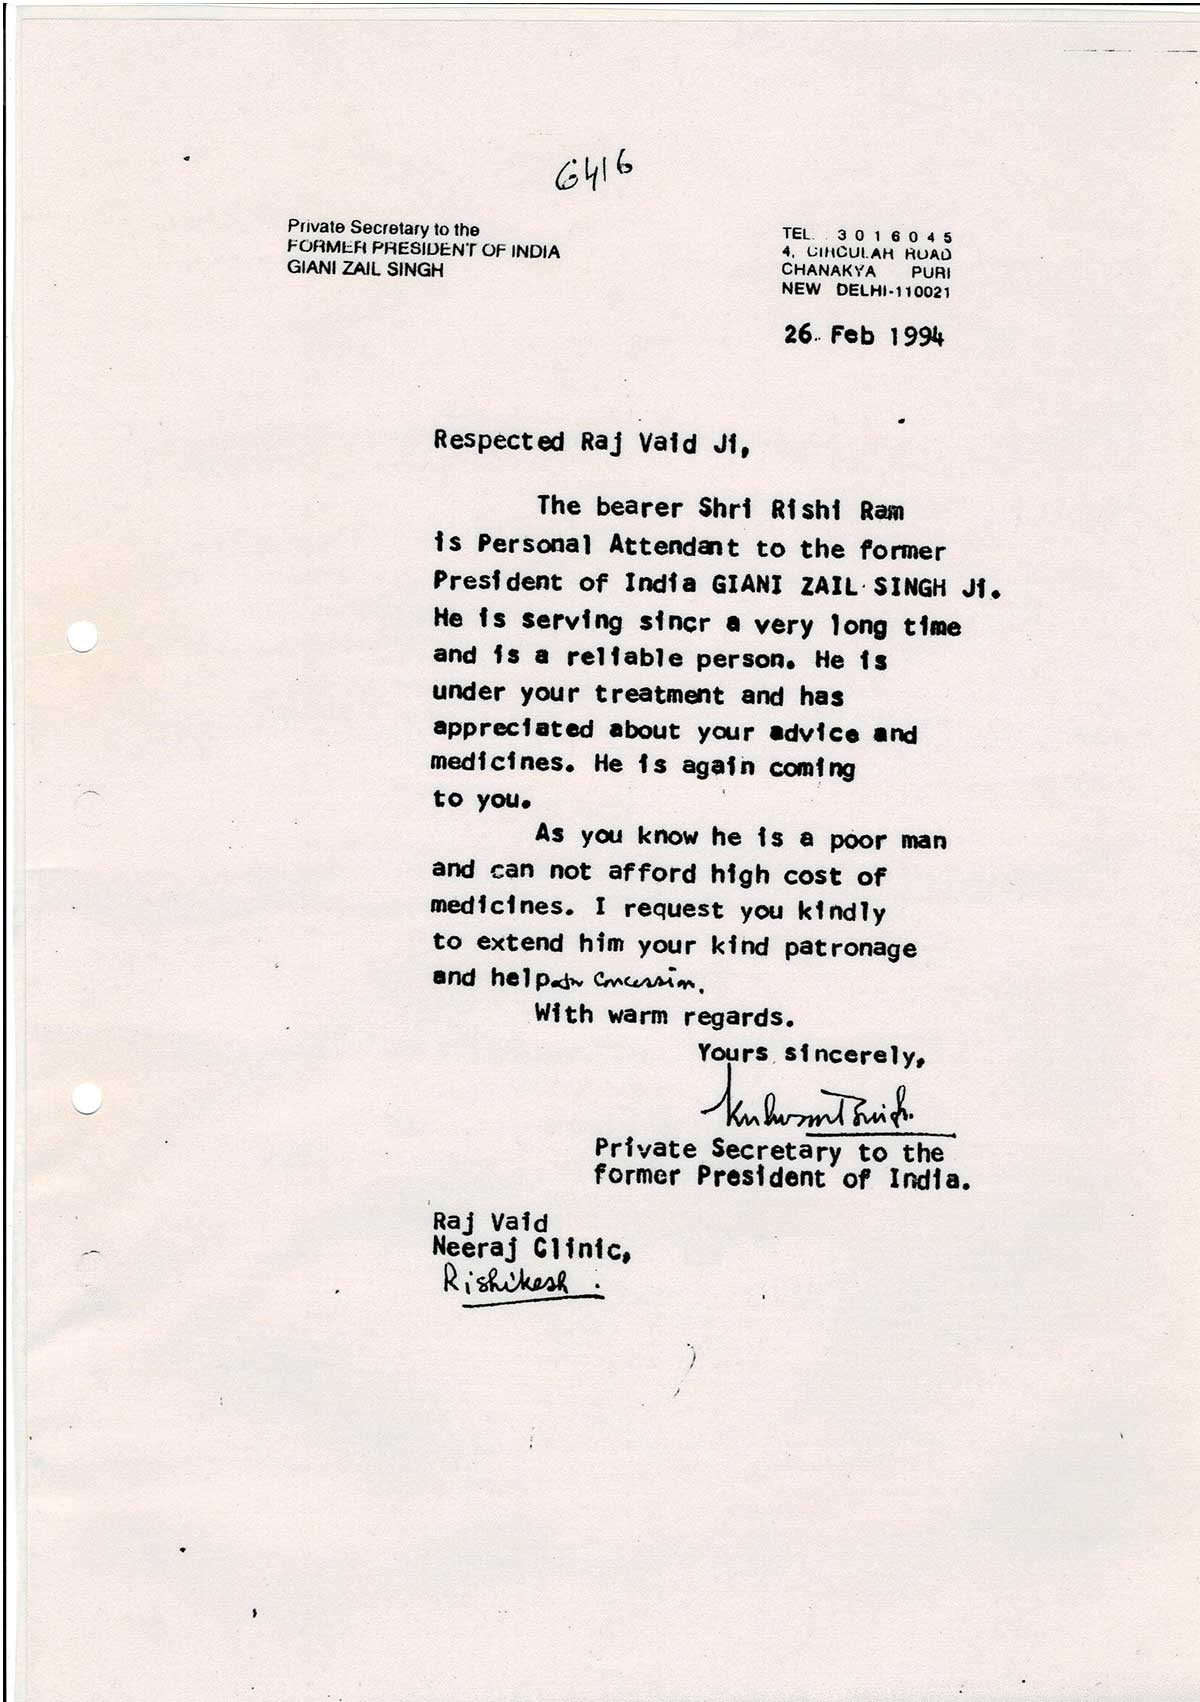 6416
Private Secretary to the
FORMER PRESIDENT OF INDIA
GIANI ZAIL SINGH
TEL. 3016045
4, CIRCULAR ROAD
CHANAKYA PURI
NEW DELHI-110021
26. Feb 1994
Respected Raj Vaid Ji,
The bearer Shri Rishi Ram
is Personal Attendant to the former
President of India GIANI ZAIL SINGH Ji.
He is serving sincr a very long time
and is a reliable person. He is
under your treatment and has
appreciated about your advice and
medicines. He is again coming
to you.
As you know he is a poor man
and can not afford high cost of
medicines. I request you kindly
to extend him your kind patronage
and help concession.
With warm regards.
Yours sincerely,
Kulwant Singh
Private Secretary to the
former President of India.
Raj Vaid
Neeraj Clinic,
Rishikesh.